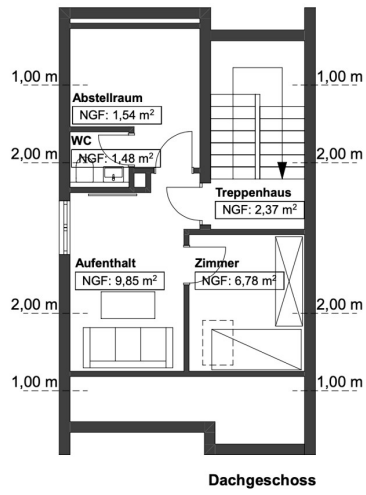 1,00 m
1,00 m
Abstellraum
NGF: 1,54 m²
WC
2,00 m
NGF: 1,48 m²
2,00 m
Treppenhaus
NGF: 2,37 m²
Aufenthalt
NGF: 9,85 m²
Zimmer
NGF: 6,78 m²
2,00 m
2,00 m
1,00 m
1,00 m
Dachgeschoss